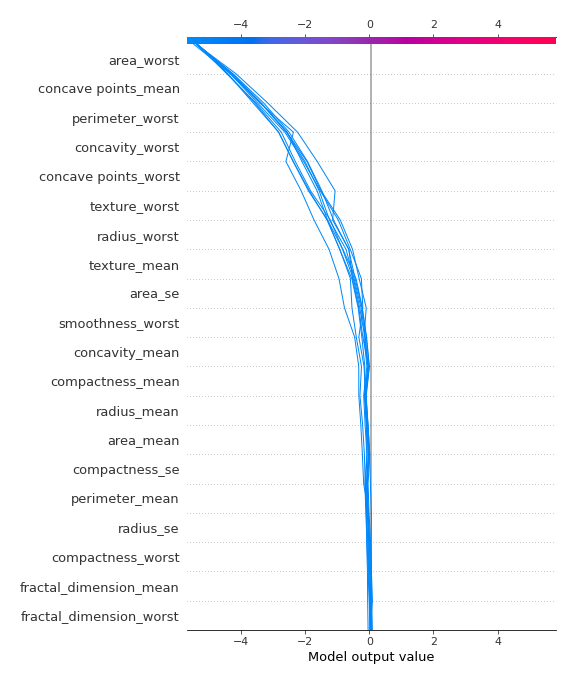 −4 −2 0 2 4
area_worst
concave points_mean
perimeter_worst
concavity_worst
concave points_worst
texture_worst
radius_worst
texture_mean
area_se
smoothness_worst
concavity_mean
compactness_mean
radius_mean
area_mean
compactness_se
perimeter_mean
radius_se
compactness_worst
fractal_dimension_mean
fractal_dimension_worst
−4 −2 0 2 4
Model output value